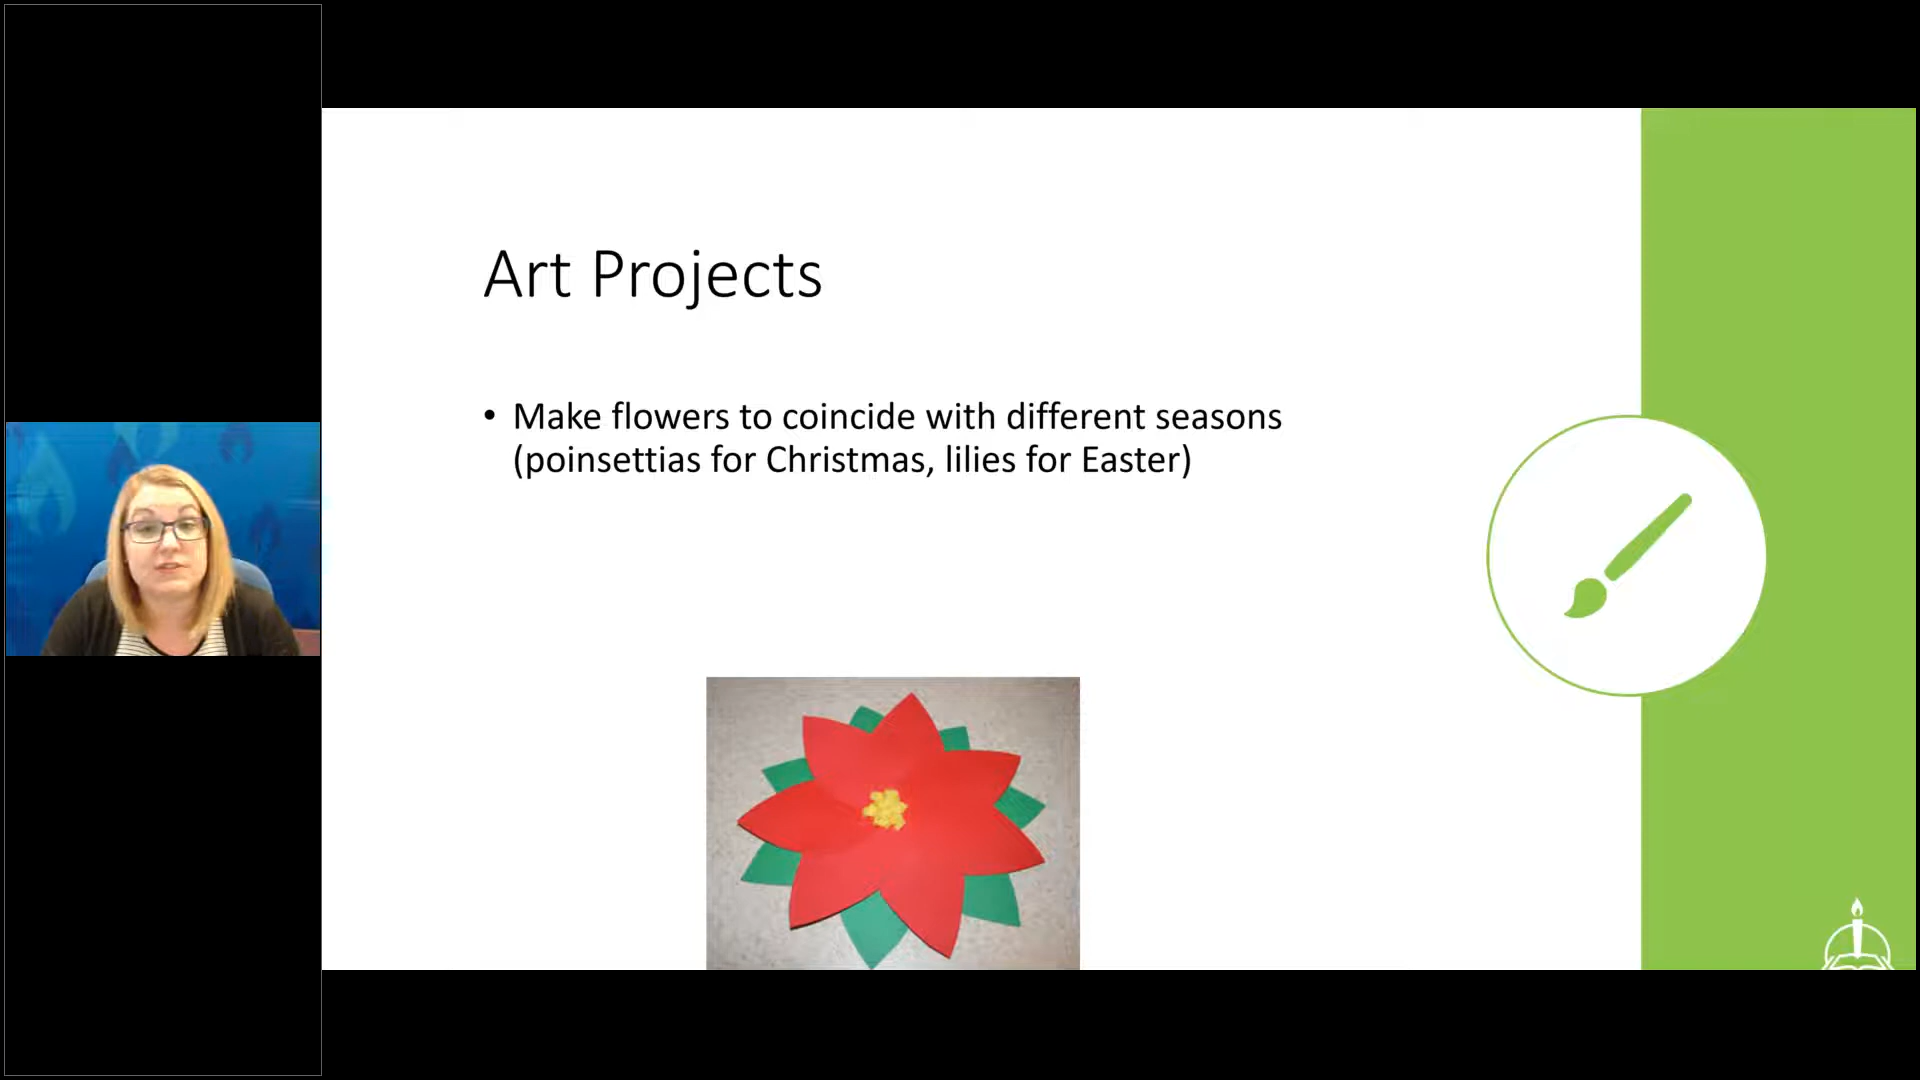 Art Projects
• Make flowers to coincide with different seasons
(poinsettias for Christmas, lilies for Easter)